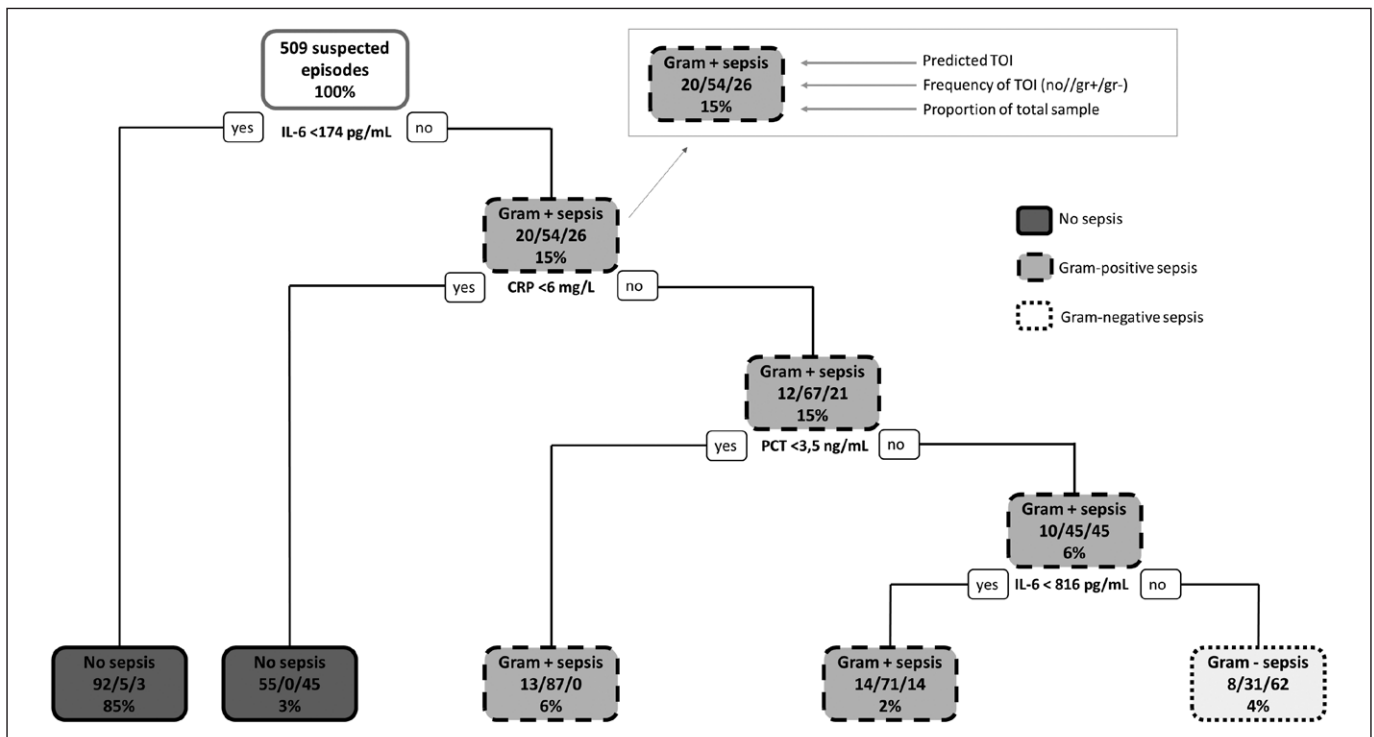 509 suspected
episodes
100%
yes
IL-6 <174 pg/mL
no
Gram + sepsis
20/54/26
15%
Predicted TOI
Frequency of TOI (no//gr+/gr-)
Proportion of total sample
Gram + sepsis
20/54/26
15%
yes
CRP <6 mg/L
no
No sepsis
Gram-positive sepsis
Gram-negative sepsis
Gram + sepsis
12/67/21
15%
yes
PCT <3,5 ng/mL
no
Gram + sepsis
10/45/45
6%
yes
IL-6 < 816 pg/mL
no
No sepsis
92/5/3
85%
No sepsis
55/0/45
3%
Gram + sepsis
13/87/0
6%
Gram + sepsis
14/71/14
2%
Gram - sepsis
8/31/62
4%